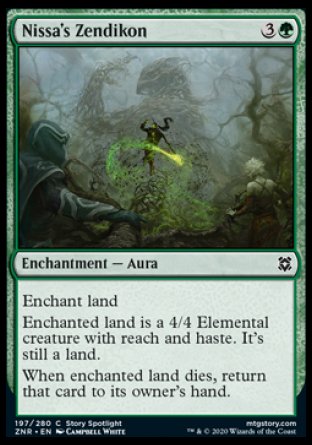 Nissa's Zendikon 3
Enchantment — Aura
Enchant land
Enchanted land is a 4/4 Elemental
creature with reach and haste. It's
still a land.
When enchanted land dies, return
that card to its owner's hand.
197/280 C Story Spotlight mtgstory.com
ZNR • EN Campbell White ™ & © 2020 Wizards of the Coast